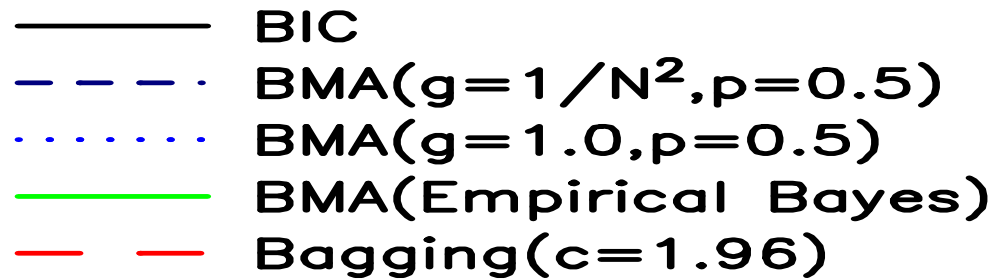 BIC
BMA(g=1/N²,p=0.5)
BMA(g=1.0,p=0.5)
BMA(Empirical Bayes)
Bagging(c=1.96)